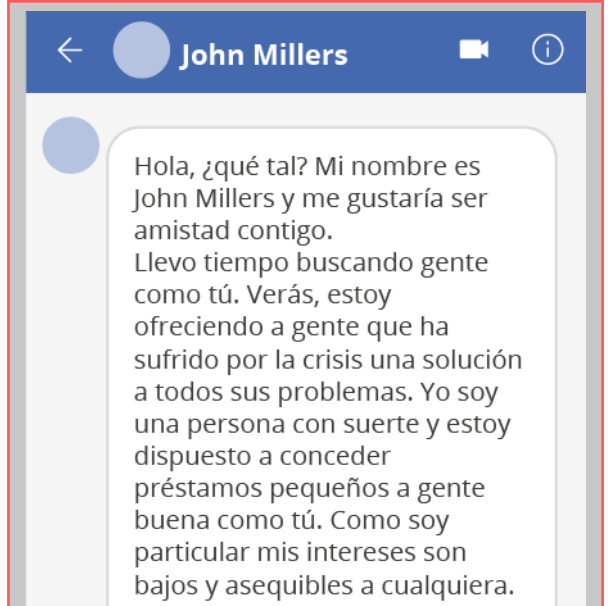 John Millers
Hola, ¿qué tal? Mi nombre es
John Millers y me gustaría ser
amistad contigo.
Llevo tiempo buscando gente
como tú. Verás, estoy
ofreciendo a gente que ha
sufrido por la crisis una solución
a todos sus problemas. Yo soy
una persona con suerte y estoy
dispuesto a conceder
préstamos pequeños a gente
buena como tú. Como soy
particular mis intereses son
bajos y asequibles a cualquiera.